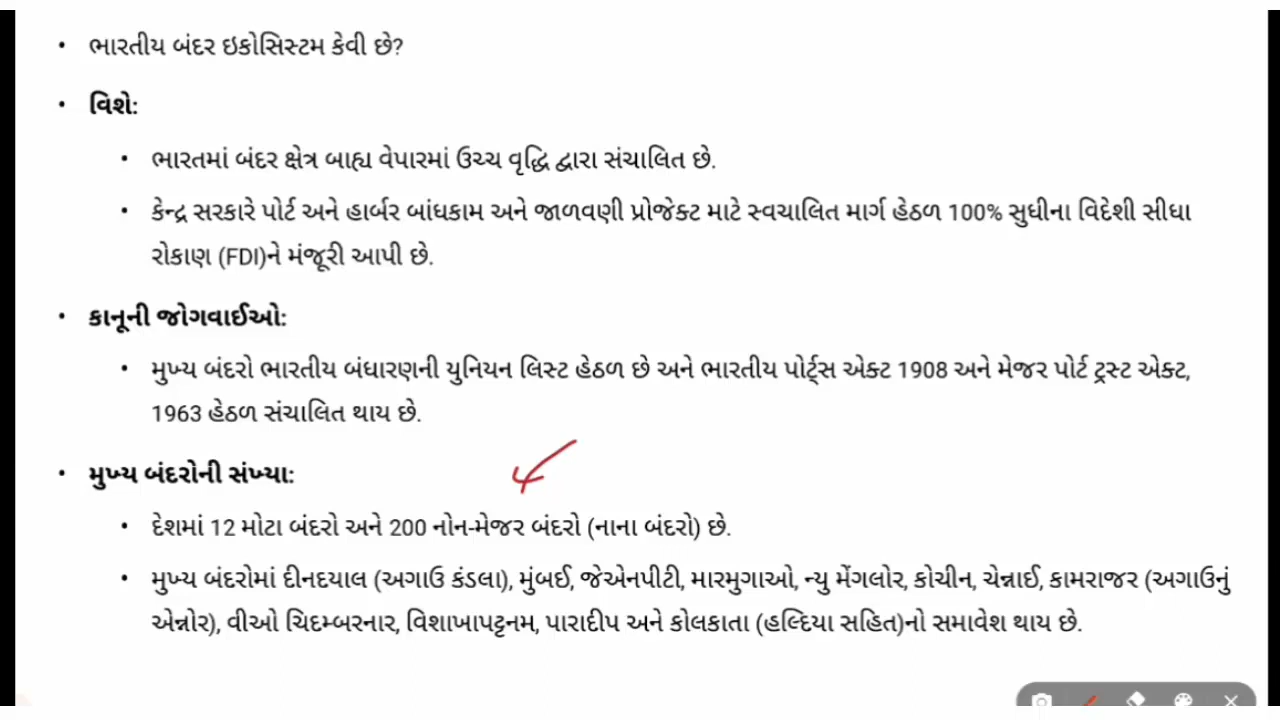 • ભારતીય બંદર ઇકોસિસ્ટમ કેવી છે?
• વિશે:
• ભારતમાં બંદર ક્ષેત્ર બાહ્ય વેપારમાં ઉચ્ચ વૃદ્ધિ દ્વારા સંચાલિત છે.
• કેન્દ્ર સરકારે પોર્ટ અને હાર્બર બાંધકામ અને જાળવણી પ્રોજેક્ટ માટે સ્વચાલિત માર્ગ હેઠળ 100% સુધીના વિદેશી સીધા
રોકાણ (FDI)ને મંજૂરી આપી છે.
• કાનૂની જોગવાઈઓ:
• મુખ્ય બંદરો ભારતીય બંધારણની યુનિયન લિસ્ટ હેઠળ છે અને ભારતીય પોર્ટ્સ એક્ટ 1908 અને મેજર પોર્ટ ટ્રસ્ટ એક્ટ,
1963 હેઠળ સંચાલિત થાય છે.
• મુખ્ય બંદરોની સંખ્યા:
• દેશમાં 12 મોટા બંદરો અને 200 નોન-મેજર બંદરો (નાના બંદરો) છે.
• મુખ્ય બંદરોમાં દીનદયાલ (અગાઉ કંડલા), મુંબઈ, જેએનપીટી, મારમુગાઓ, ન્યુ મેંગલોર, કોચીન, ચેન્નાઈ, કામરાજર (અગાઉનું
એન્નોર), વીઓ ચિદમ્બરનાર, વિશાખાપટ્ટનમ, પારાદીપ અને કોલકાતા (હલ્દિયા સહિત)નો સમાવેશ થાય છે.